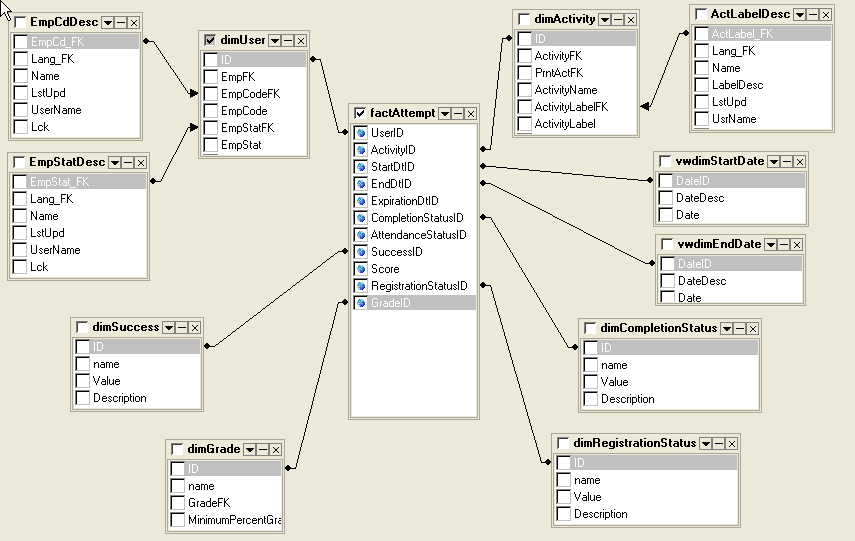 EmpCdDesc
EmpCd_FK
Lang_FK
Name
LstUpd
UserName
Lck
dimUser
ID
EmpFK
EmpCodeFK
EmpCode
EmpStatFK
EmpStat
EmpStatDesc
EmpStat_FK
Lang_FK
Name
LstUpd
UserName
Lck
factAttempt
UserID
ActivityID
StartDtID
EndDtID
ExpirationDtID
CompletionStatusID
AttendanceStatusID
SuccessID
Score
RegistrationStatusID
GradeID
dimActivity
ID
ActivityFK
PrntActFK
ActivityName
ActivityLabelFK
ActivityLabel
ActLabelDesc
ActLabel_FK
Lang_FK
Name
LabelDesc
LstUpd
UsrName
vwdimStartDate
DateID
DateDesc
Date
vwdimEndDate
DateID
DateDesc
Date
dimSuccess
ID
name
Value
Description
dimCompletionStatus
ID
name
Value
Description
dimGrade
ID
name
GradeFK
MinimumPercentGra
dimRegistrationStatus
ID
name
Value
Description